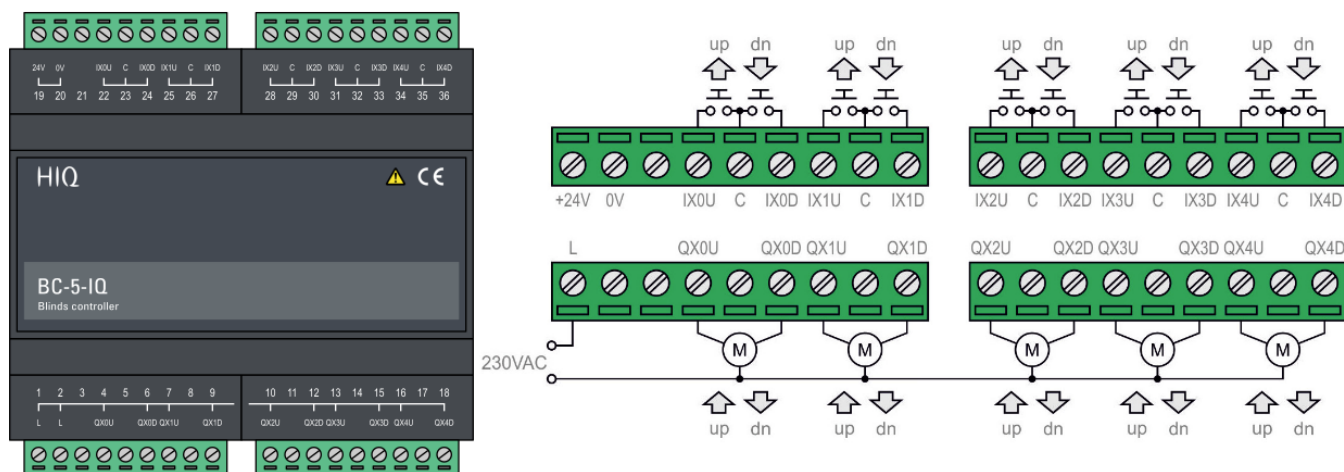 24V 0V IX0U C IX0D IX1U C IX1D
19 20 21 22 23 24 25 26 27
IX2U C IX2D IX3U C IX3D IX4U C IX4D
28 29 30 31 32 33 34 35 36
HIQ
CE
BC-5-IQ
Blinds controller
1 2 3 4 5 6 7 8 9
L L QX0U QX0D QX1U QX1D
10 11 12 13 14 15 16 17 18
QX2U QX2D QX3U QX3D QX4U QX4D
up dn up dn up dn up dn up dn
+24V 0V IX0U C IX0D IX1U C IX1D
IX2U C IX2D IX3U C IX3D IX4U C IX4D
L QX0U QX0D QX1U QX1D
QX2U QX2D QX3U QX3D QX4U QX4D
M M M M M
230VAC
up dn up dn up dn up dn up dn